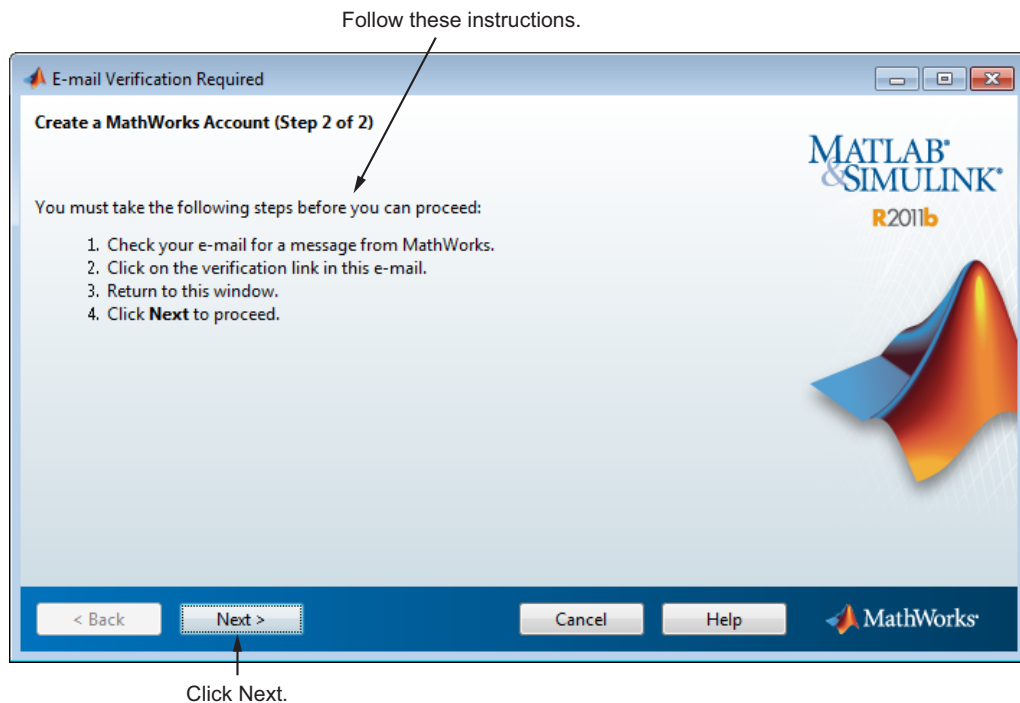 Follow these instructions.
E-mail Verification Required
Create a MathWorks Account (Step 2 of 2)
MATLAB®
&SIMULINK®
R2011b
You must take the following steps before you can proceed:
1. Check your e-mail for a message from MathWorks.
2. Click on the verification link in this e-mail.
3. Return to this window.
4. Click Next to proceed.
< Back
Next >
Cancel
Help
MathWorks®
Click Next.